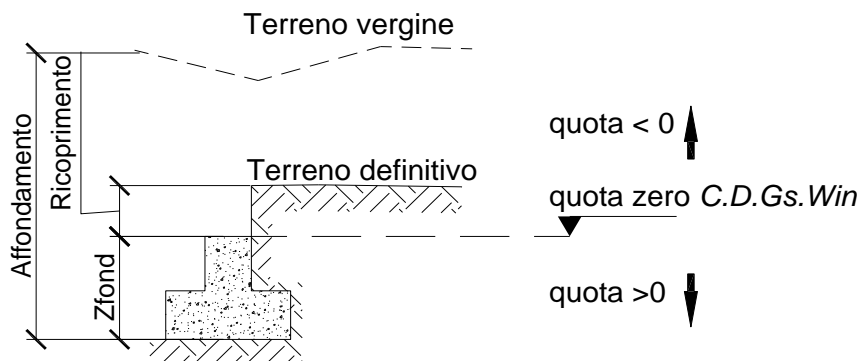 Terreno vergine
Affondamento
Ricoprimento
quota < 0
Terreno definitivo
quota zero C.D.Gs.Win
Zfond
quota >0